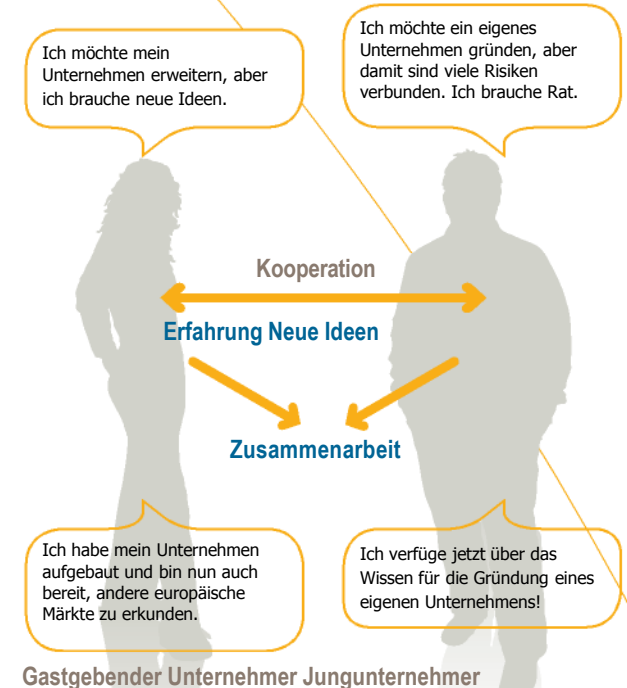 Ich möchte mein
Unternehmen erweitern, aber
ich brauche neue Ideen.
Ich möchte ein eigenes
Unternehmen gründen, aber
damit sind viele Risiken
verbunden. Ich brauche Rat.
Kooperation
Erfahrung Neue Ideen
Zusammenarbeit
Ich habe mein Unternehmen
aufgebaut und bin nun auch
bereit, andere europäische
Märkte zu erkunden.
Ich verfüge jetzt über das
Wissen für die Gründung eines
eigenen Unternehmens!
Gastgebender Unternehmer Jungunternehmer